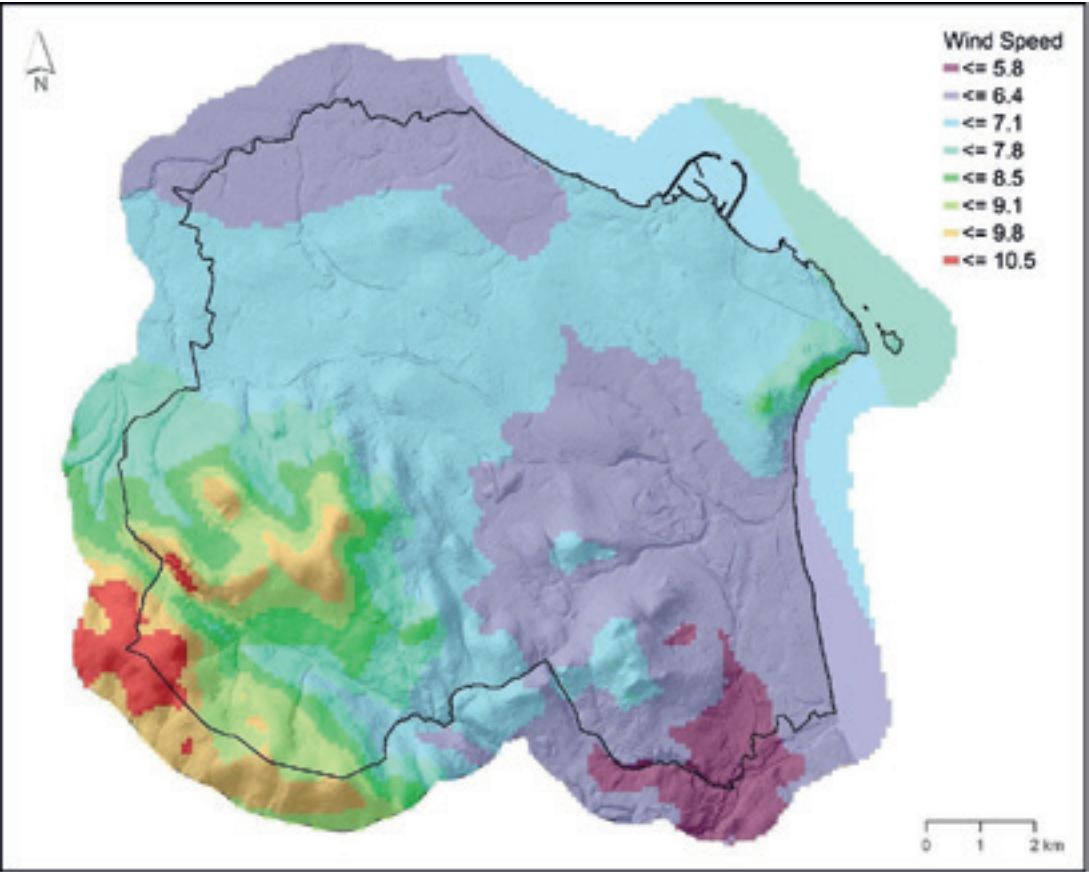 N
Wind Speed
<= 5.8
<= 6.4
<= 7.1
<= 7.8
<= 8.5
<= 9.1
<= 9.8
<= 10.5
0 1 2 km